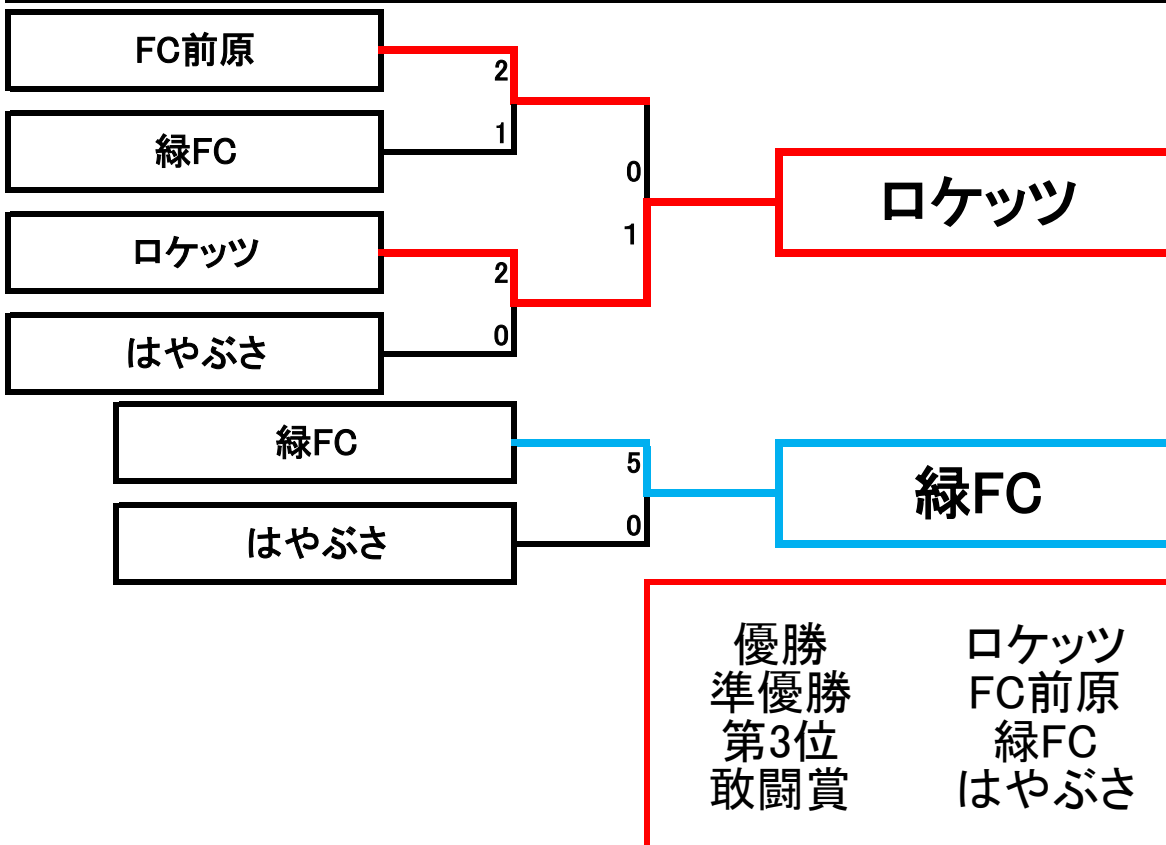 FC前原
2
緑FC
1
0
ロケッツ
1
ロケッツ
2
はやぶさ
0
緑FC
5
緑FC
はやぶさ
0
優勝 ロケッツ
準優勝 FC前原
第3位 緑FC
敢闘賞 はやぶさ